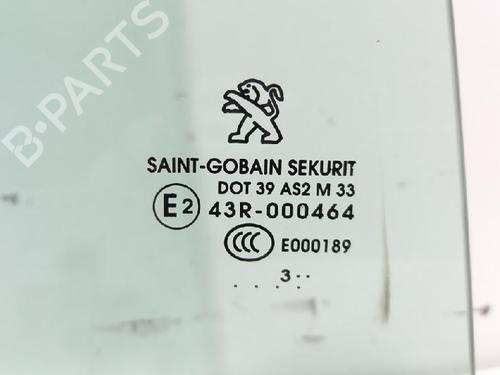 B-PARTS
SAINT-GOBAIN SEKURIT
DOT 39 AS2 M 33
E2 43R-000464
CCC E000189
3··
. ... .